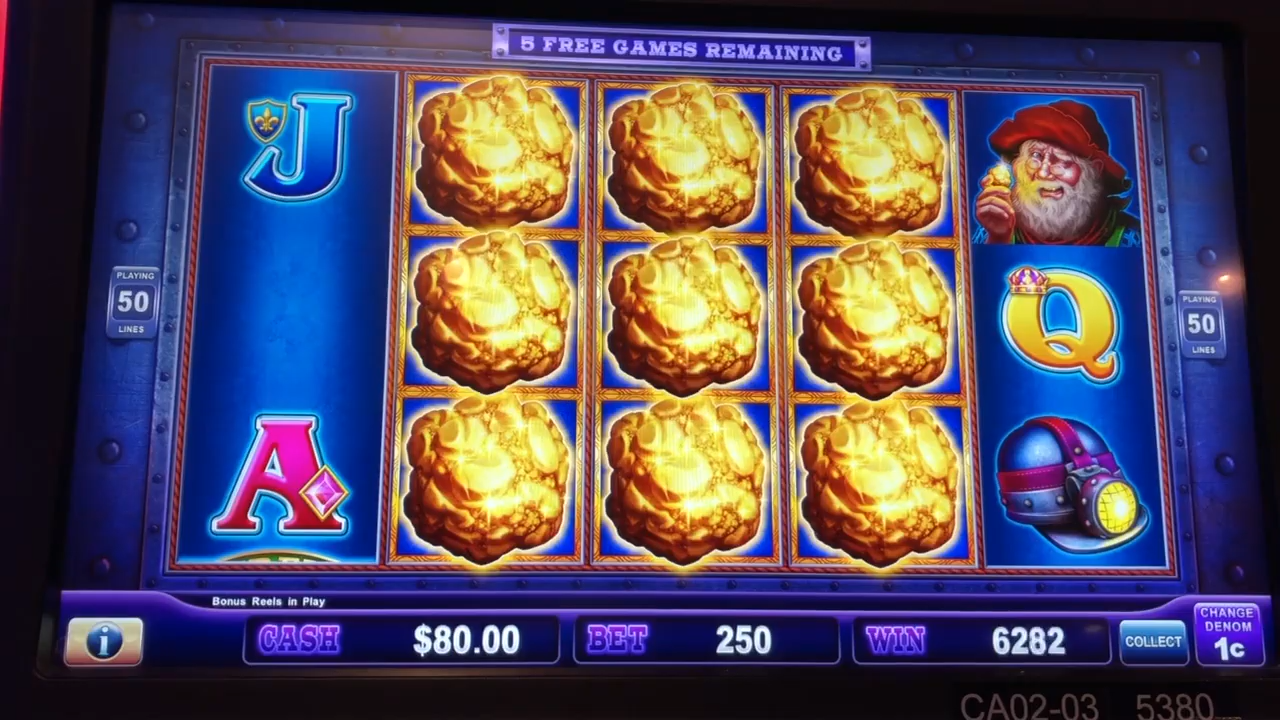 5 FREE GAMES REMAINING
J
PLAYING
50
LINES
Q
PLAYING
50
LINES
A
Bonus Reels in Play
i
CASH $80.00
BET 250
WIN 6282
COLLECT
CHANGE
DENOM
1c
CA02-03 5380